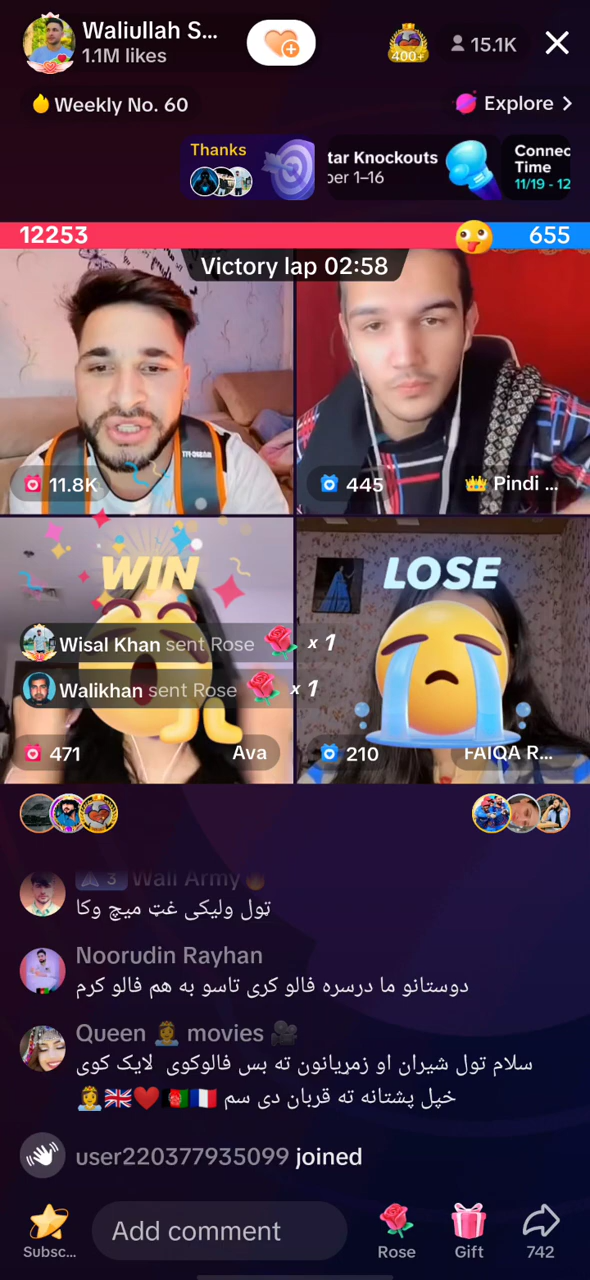 Waliullah S...
1.1M likes
400+
15.1K
Weekly No. 60
Explore >
Thanks
tar Knockouts
ber 1–16
Connec
Time
11/19 - 12
12253
655
Victory lap 02:58
11.8K
445
Pindi ...
WIN
LOSE
Wisal Khan sent Rose x 1
Walikhan sent Rose x 1
471
Ava
210
FAIQA R...
3 Wali Army
ټول ولیکی غټ میچ وکا
Noorudin Rayhan
دوستانو ما درسره فالو کری تاسو به هم فالو کرم
Queen 👸 movies 🎥
سلام تول شیران او زمریانون ته بس فالوکوی لایک کوی
خپل پشتانه ته قربان دی سم 🇫🇷🇦🇫❤️🇬🇧👸
user220377935099 joined
Subsc...
Add comment
Rose
Gift
742